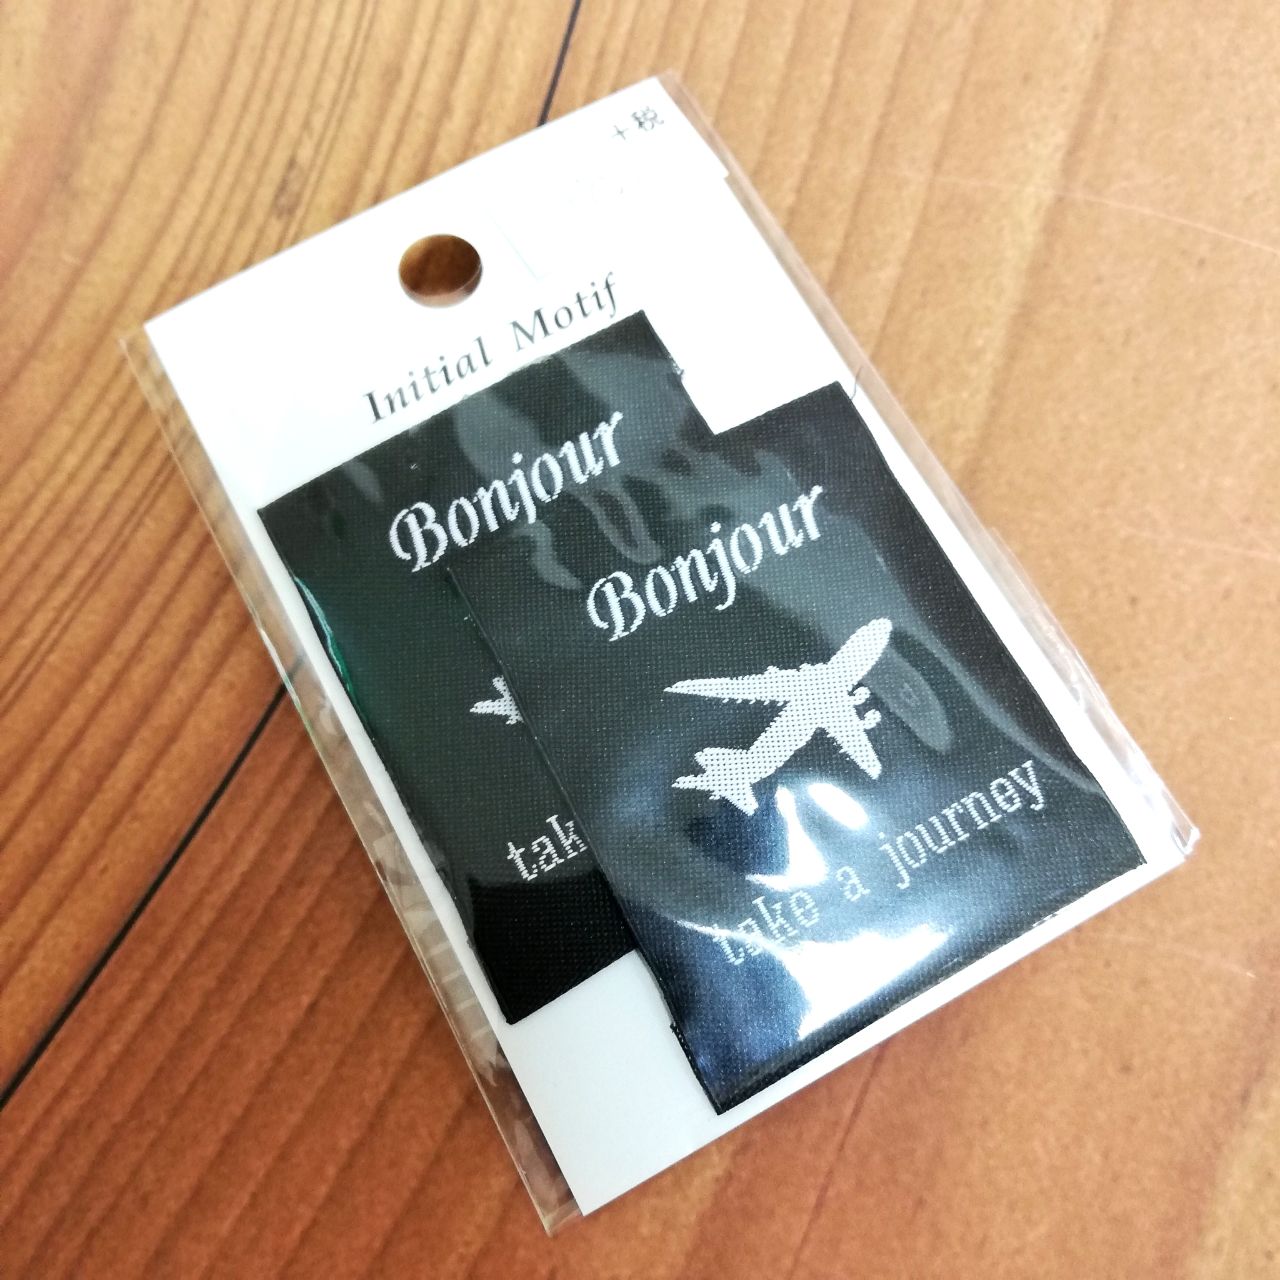 +税
Initial Motif
Bonjour
tak
Bonjour
take a journey